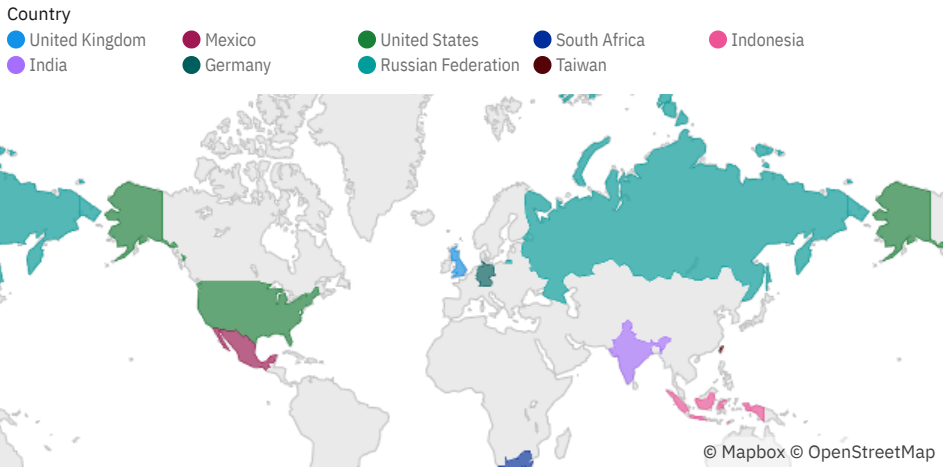 Country
United Kingdom Mexico United States South Africa Indonesia
India Germany Russian Federation Taiwan
© Mapbox © OpenStreetMap